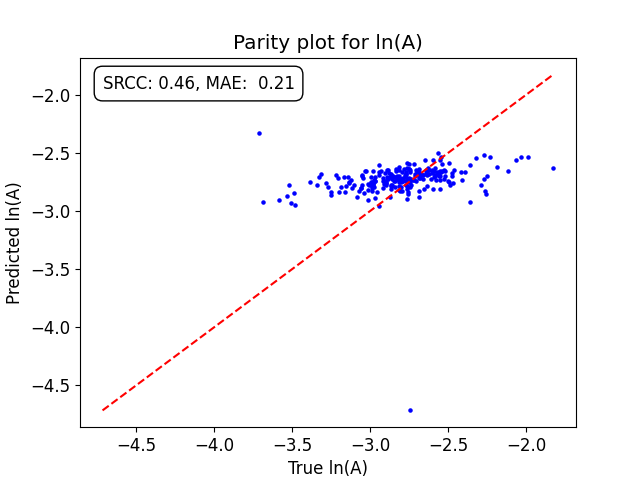 Parity plot for ln(A)
SRCC: 0.46, MAE:  0.21
Predicted ln(A)
−2.0
−2.5
−3.0
−3.5
−4.0
−4.5
−4.5 −4.0 −3.5 −3.0 −2.5 −2.0
True ln(A)